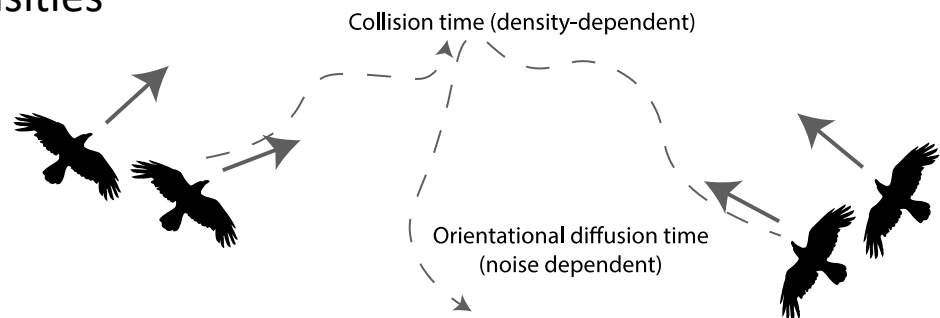 Collision time (density-dependent)
Orientational diffusion time
(noise dependent)